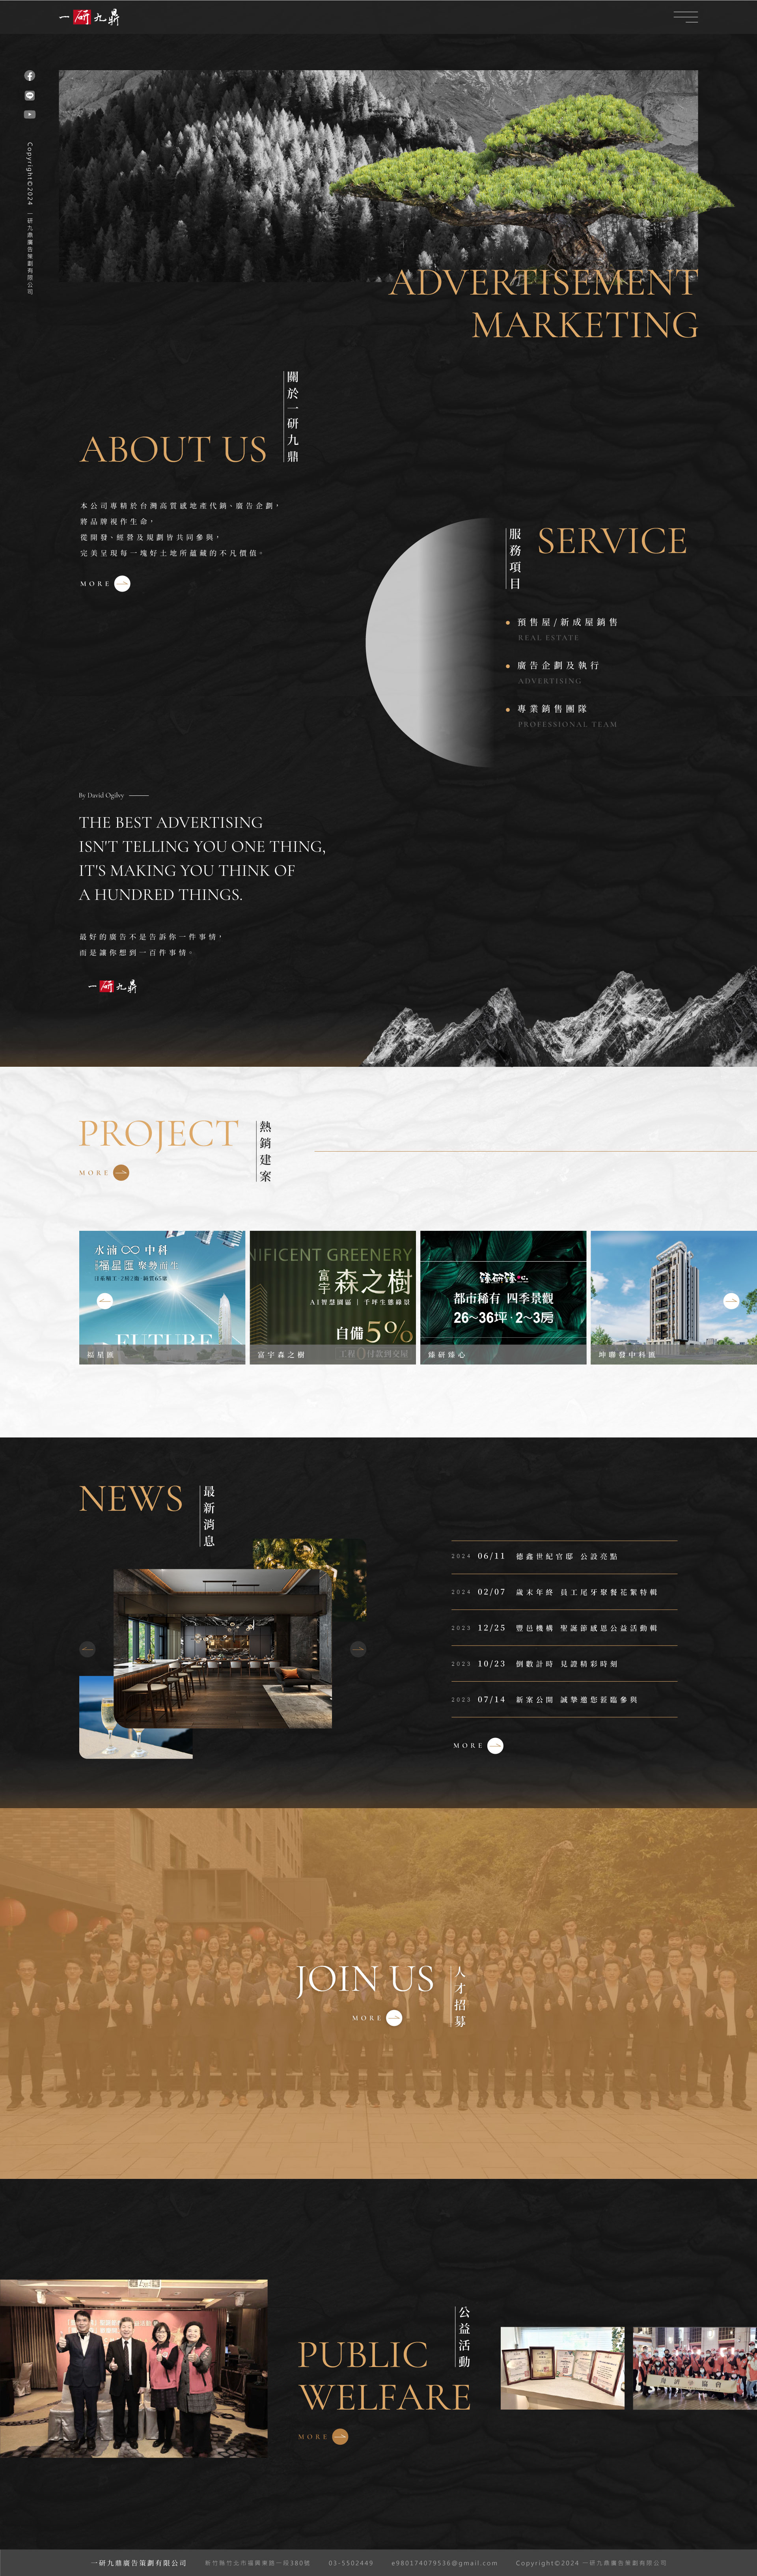 一研九鼎
Copyright©2024 一研九鼎廣告策劃有限公司
ADVERTISEMENT
MARKETING
關於一研九鼎
ABOUT US
本公司專精於台灣高質感地產代銷、廣告企劃，
將品牌視作生命，
從開發、經營及規劃皆共同參與，
完美呈現每一塊好土地所蘊藏的不凡價值。
MORE
服務項目
SERVICE
預售屋/新成屋銷售
REAL ESTATE
廣告企劃及執行
ADVERTISING
專業銷售團隊
PROFESSIONAL TEAM
By David Ogilvy
THE BEST ADVERTISING
ISN'T TELLING YOU ONE THING,
IT'S MAKING YOU THINK OF
A HUNDRED THINGS.
最好的廣告不是告訴你一件事情，
而是讓你想到一百件事情。
一研九鼎
PROJECT
熱銷建案
MORE
水湳 中科
福星匯 聚勢而生
FUTURE
福星匯
NIFICENT GREENERY
富宇 森之樹
AI智慧園區 | 千坪生態綠景
自備5%
工程0付款到交屋
富宇森之樹
臻研臻心
都市稀有 四季景觀
26~36坪·2~3房
臻研臻心
坤聯發中科匯
NEWS
最新消息
2024 06/11 德鑫世紀官邸 公設亮點
2024 02/07 歲末年終 員工尾牙聚餐花絮特輯
2023 12/25 豐邑機構 聖誕節感恩公益活動輯
2023 10/23 倒數計時 見證精彩時刻
2023 07/14 新案公開 誠摯邀您蒞臨參與
MORE
JOIN US
人才招募
MORE
公益活動
PUBLIC
WELFARE
MORE
一研九鼎廣告策劃有限公司 新竹縣竹北市福興東路一段380號 03-5502449 e980174079536@gmail.com Copyright©2024 一研九鼎廣告策劃有限公司